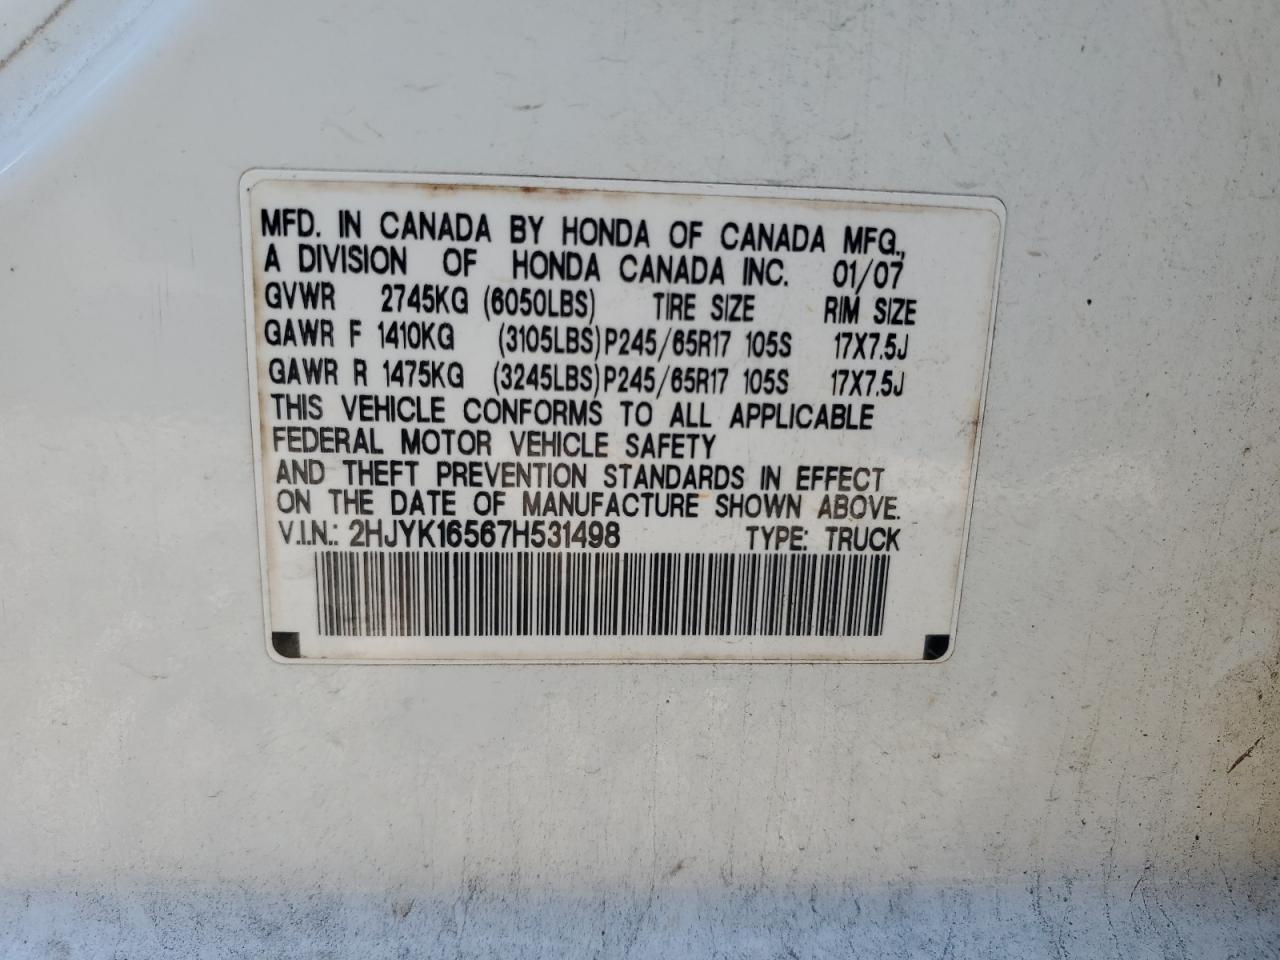 MFD. IN CANADA BY HONDA OF CANADA MFG.,
A DIVISION OF HONDA CANADA INC. 01/07
GVWR 2745KG (6050LBS) TIRE SIZE RIM SIZE
GAWR F 1410KG (3105LBS) P245/65R17 105S 17X7.5J
GAWR R 1475KG (3245LBS) P245/65R17 105S 17X7.5J
THIS VEHICLE CONFORMS TO ALL APPLICABLE
FEDERAL MOTOR VEHICLE SAFETY
AND THEFT PREVENTION STANDARDS IN EFFECT
ON THE DATE OF MANUFACTURE SHOWN ABOVE.
V.I.N.: 2HJYK16567H531498 TYPE: TRUCK